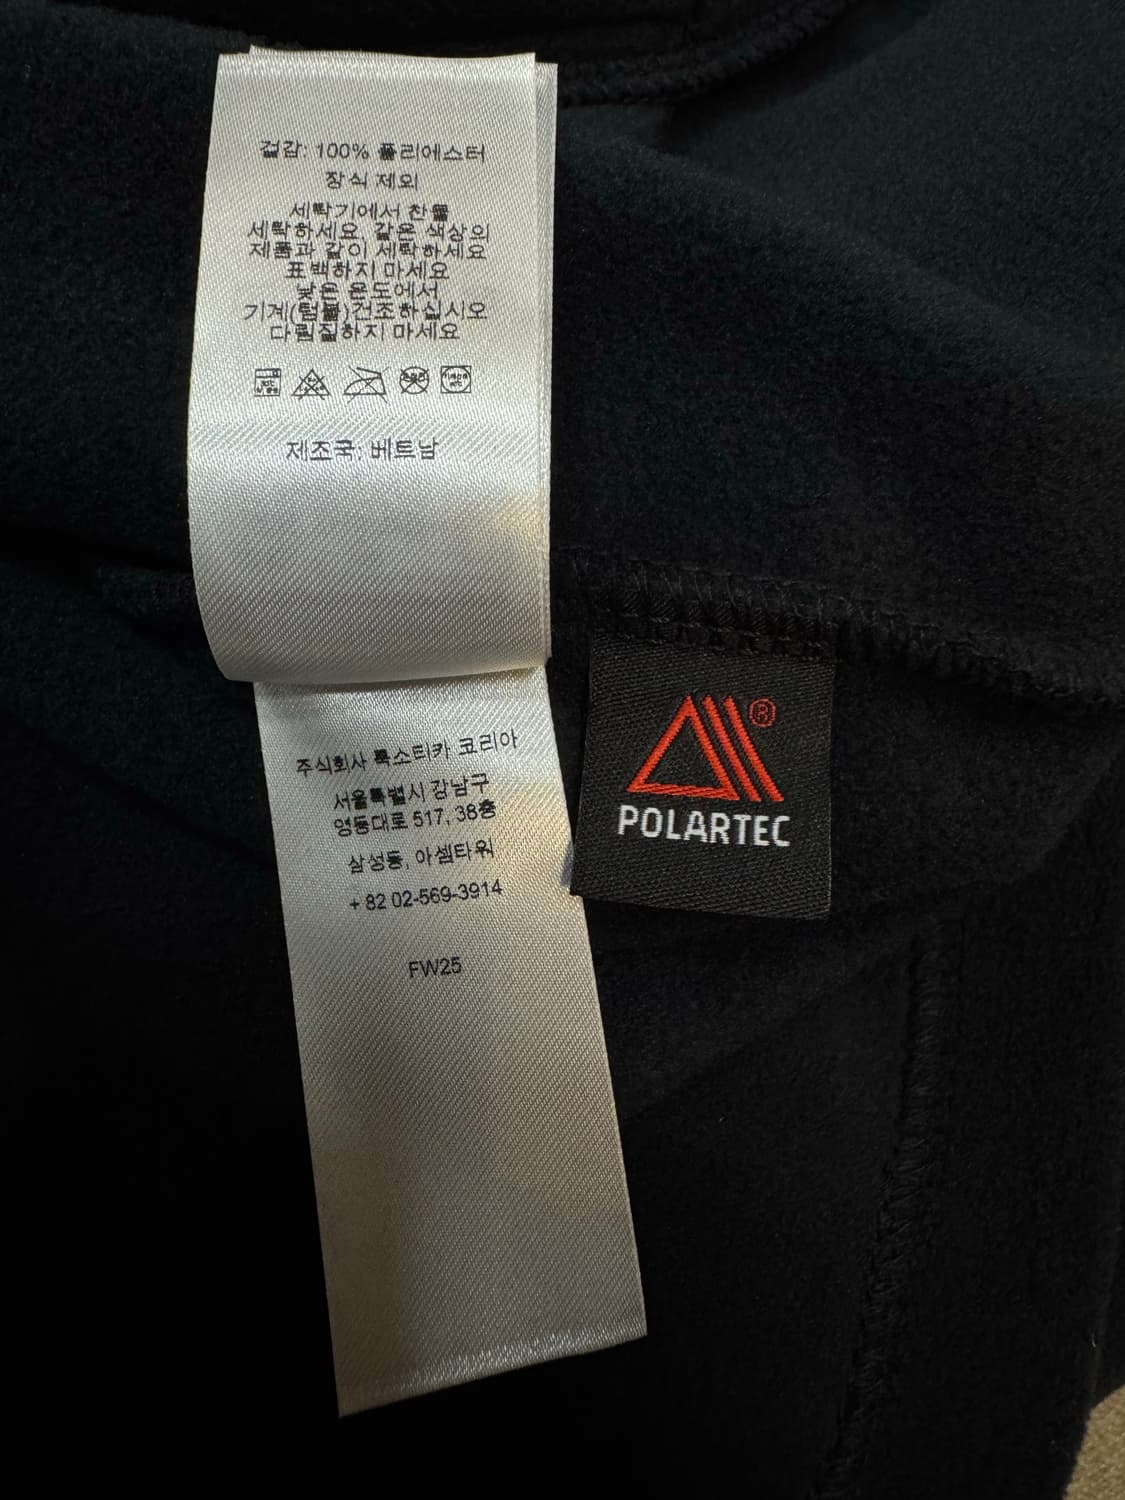 겉감: 100% 폴리에스터
장식 제외
세탁기에서 찬물
세탁하세요. 같은 색상의
제품과 같이 세탁하세요
표백하지 마세요
낮은 온도에서
기계(텀블)건조하십시오
다림질하지 마세요
제조국: 베트남
주식회사 룩소티카 코리아
서울특별시 강남구
영동대로 517, 38층
삼성동, 아셈타워
+ 82 02-569-3914
FW25
®
POLARTEC